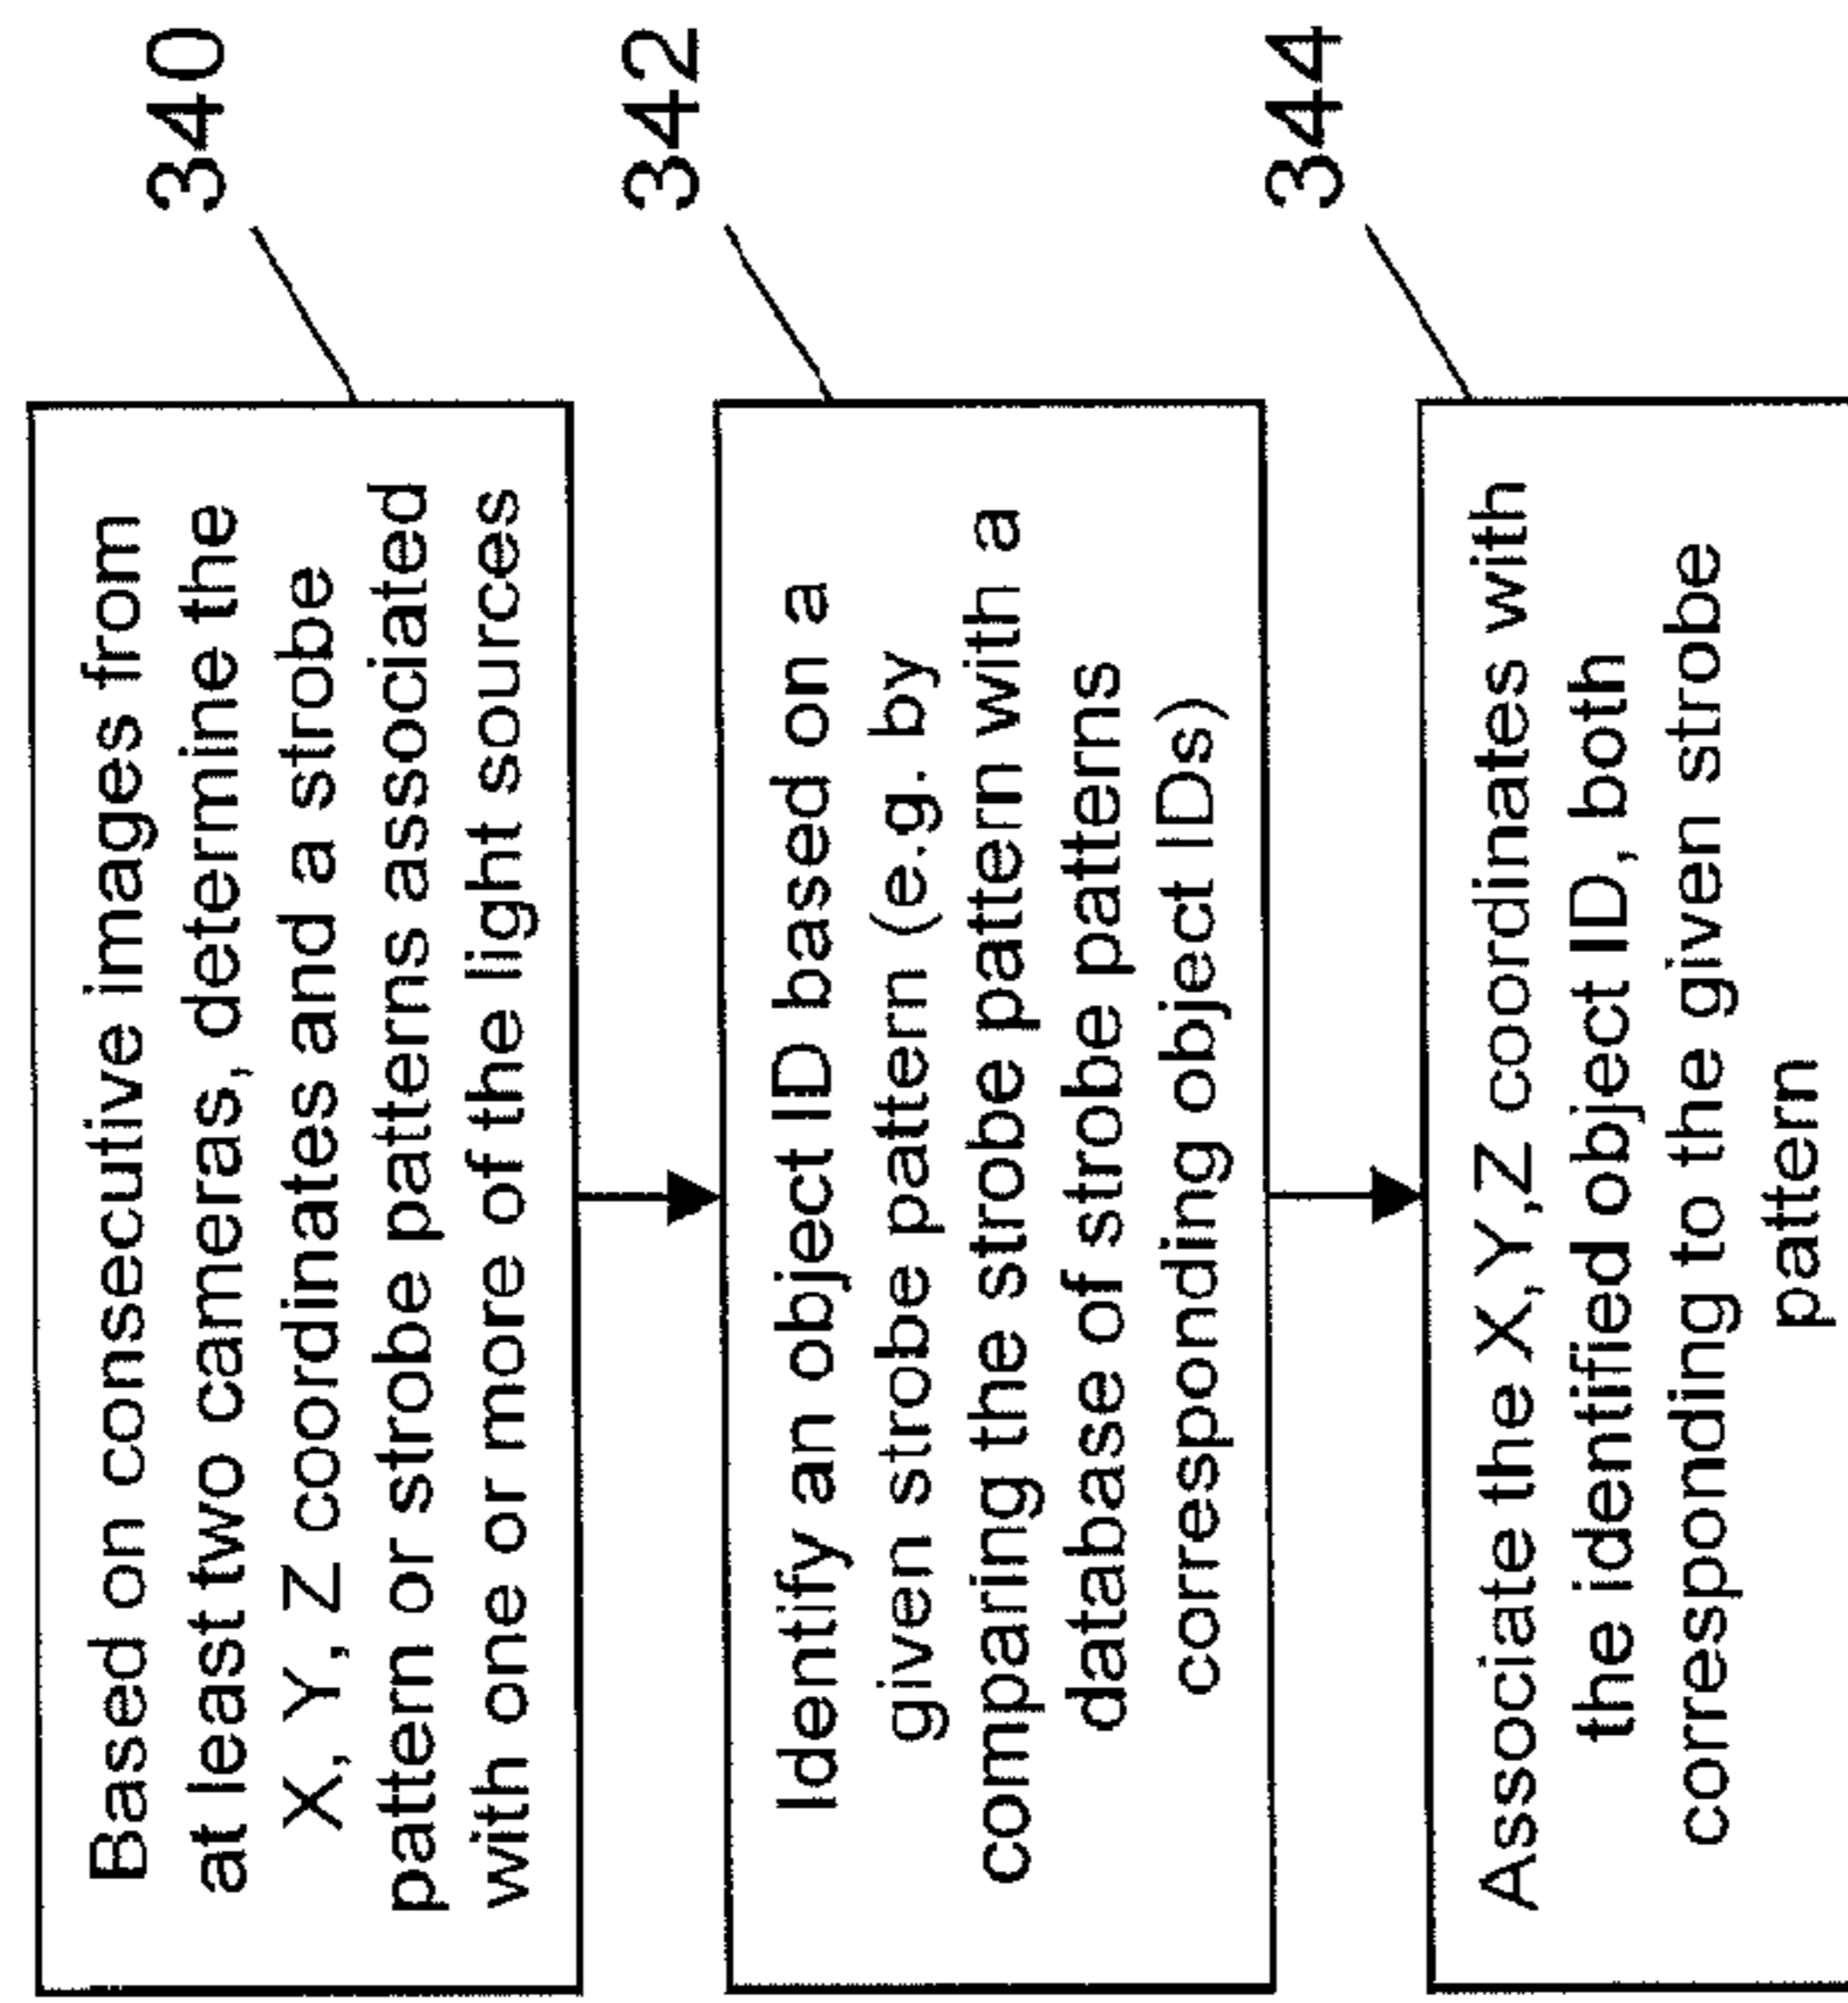 Based on consecutive images from
at least two cameras, determine the
X, Y, Z coordinates and a strobe
pattern or strobe patterns associated
with one or more of the light sources
340
Identify an object ID based on a
given strobe pattern (e.g. by
comparing the strobe pattern with a
database of strobe patterns
corresponding object IDs)
342
Associate the X,Y,Z coordinates with
the identified object ID, both
corresponding to the given strobe
pattern
344